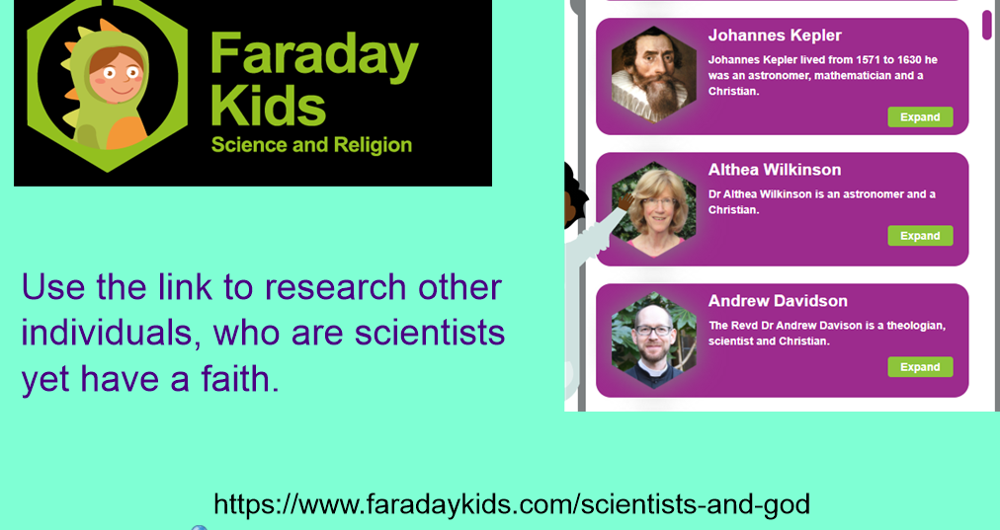 Faraday
Kids
Science and Religion
Use the link to research other
individuals, who are scientists
yet have a faith.
Johannes Kepler
Johannes Kepler lived from 1571 to 1630 he
was an astronomer, mathematician and a
Christian.
Expand
Althea Wilkinson
Dr Althea Wilkinson is an astronomer and a
Christian.
Expand
Andrew Davidson
The Revd Dr Andrew Davison is a theologian,
scientist and Christian.
Expand
https://www.faradaykids.com/scientists-and-god